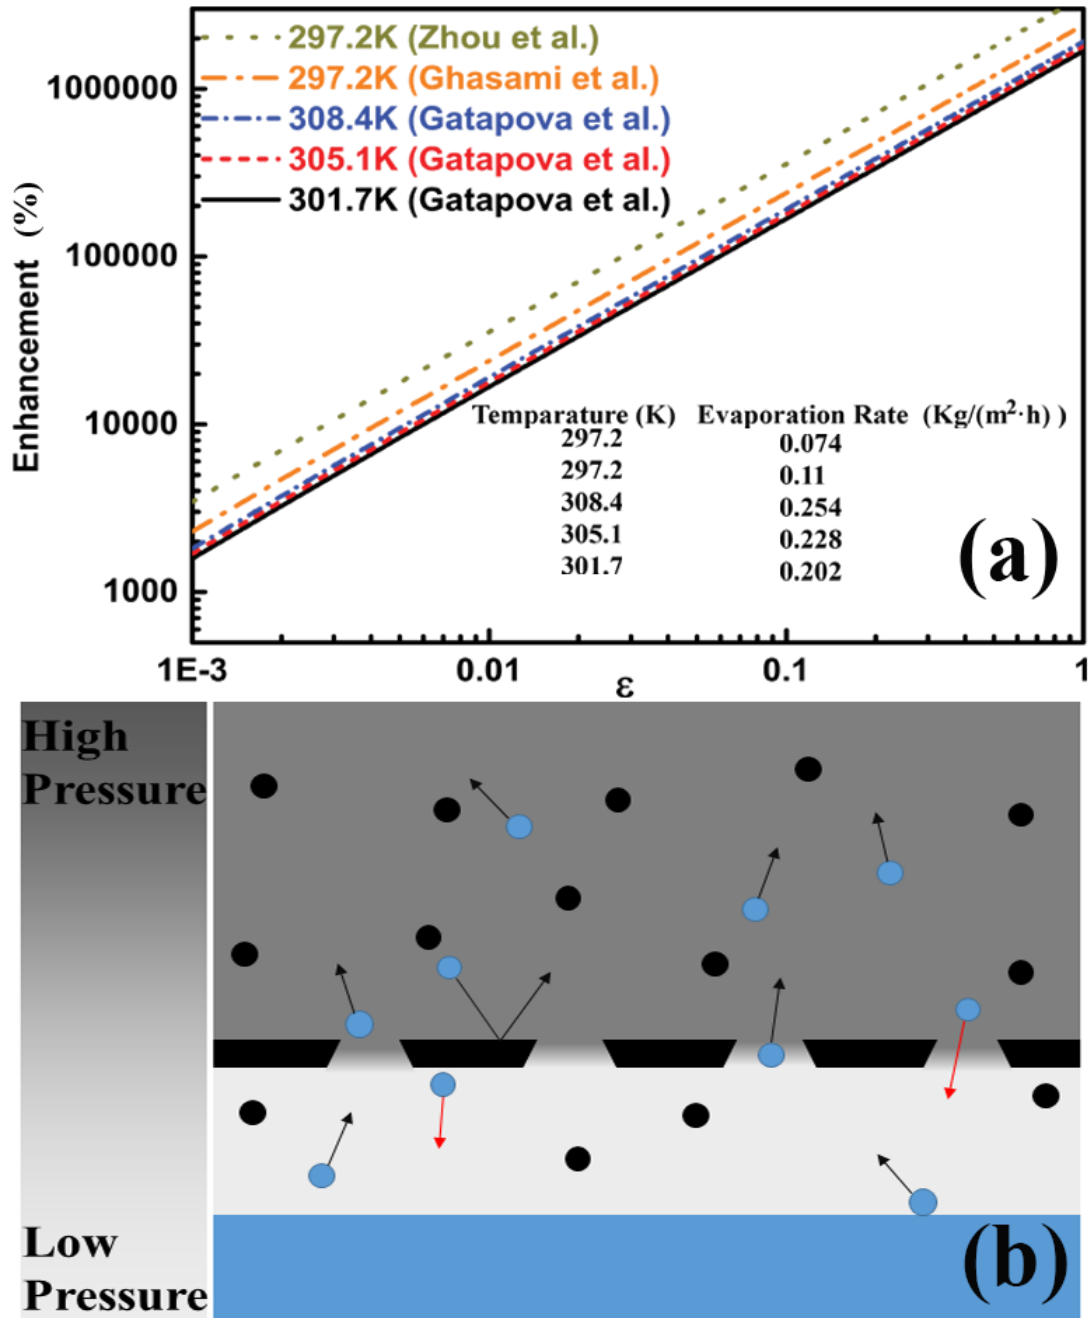 297.2K (Zhou et al.)
297.2K (Ghasami et al.)
308.4K (Gatapova et al.)
305.1K (Gatapova et al.)
301.7K (Gatapova et al.)
Enhancement (%)
1000000
100000
10000
1000
Temparature (K) Evaporation Rate (Kg/(m²·h) )
297.2 0.074
297.2 0.11
308.4 0.254
305.1 0.228
301.7 0.202
(a)
1E-3 0.01 0.1 1
ε
High
Pressure
Low
Pressure
(b)